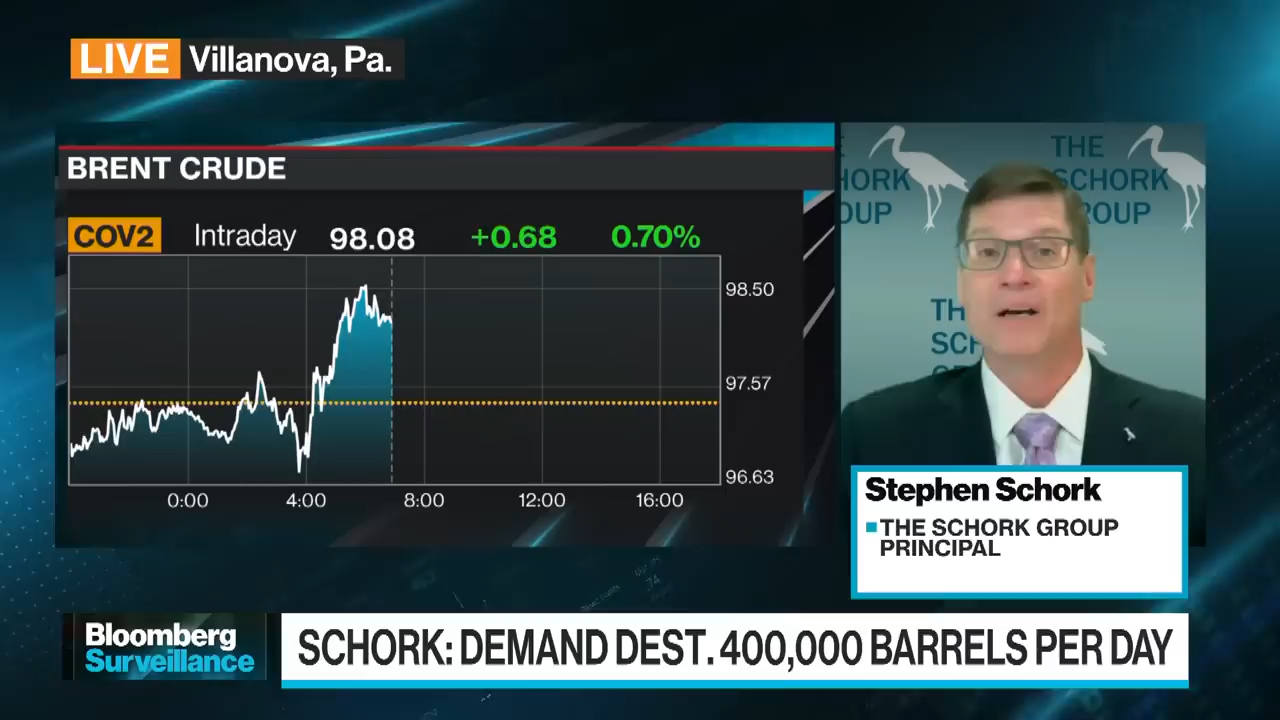 LIVE Villanova, Pa.
BRENT CRUDE
COV2 Intraday 98.08 +0.68 0.70%
98.50
97.57
96.63
0:00 4:00 8:00 12:00 16:00
THE
SCHORK
GROUP
Stephen Schork
THE SCHORK GROUP
PRINCIPAL
Bloomberg
Surveillance
SCHORK: DEMAND DEST. 400,000 BARRELS PER DAY